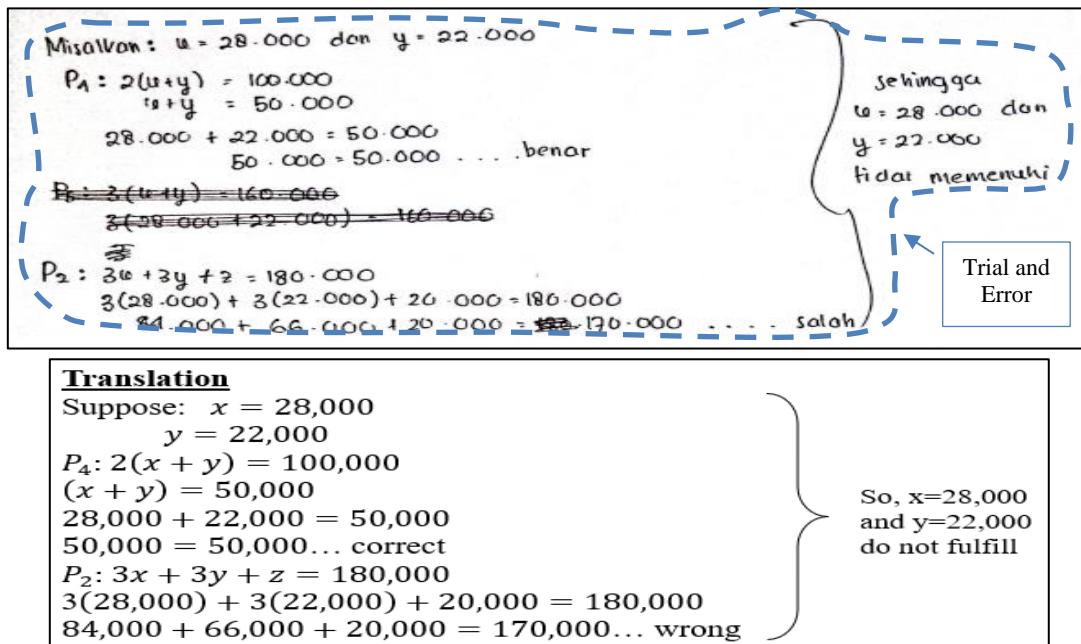 Misalkan: x = 28.000 dan y = 22.000
P4 : 2(x+y) = 100.000
x+y = 50.000
28.000 + 22.000 = 50.000
50.000 = 50.000 .... benar
P5 : 3(x+y) = 160.000
3(28.000 + 22.000) = 160.000
P2 : 3x + 3y + z = 180.000
3(28.000) + 3(22.000) + 20.000 = 180.000
84.000 + 66.000 + 20.000 = 170.000 .... salah
sehingga
x = 28.000 dan
y = 22.000
tidak memenuhi
Trial and
Error
Translation
Suppose: x = 28,000
y = 22,000
P₄: 2(x + y) = 100,000
(x + y) = 50,000
28,000 + 22,000 = 50,000
50,000 = 50,000… correct
P₂: 3x + 3y + z = 180,000
3(28,000) + 3(22,000) + 20,000 = 180,000
84,000 + 66,000 + 20,000 = 170,000… wrong
So, x=28,000
and y=22,000
do not fulfill